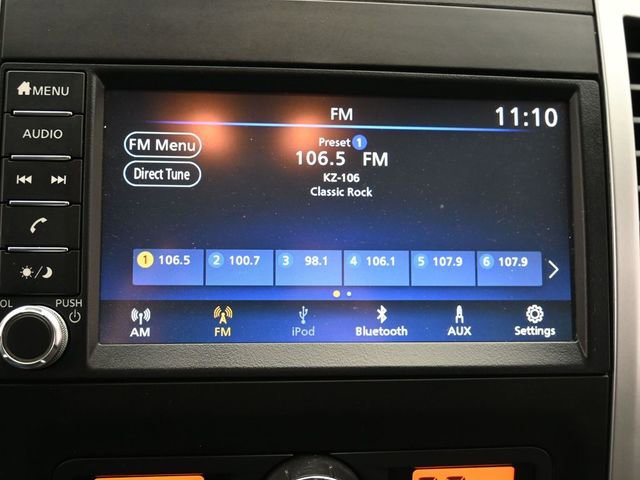 MENU
AUDIO
OL
PUSH
FM
11:10
FM Menu
Direct Tune
Preset 1
106.5 FM
KZ-106
Classic Rock
1 106.5
2 100.7
3 98.1
4 106.1
5 107.9
6 107.9
AM
FM
iPod
Bluetooth
AUX
Settings